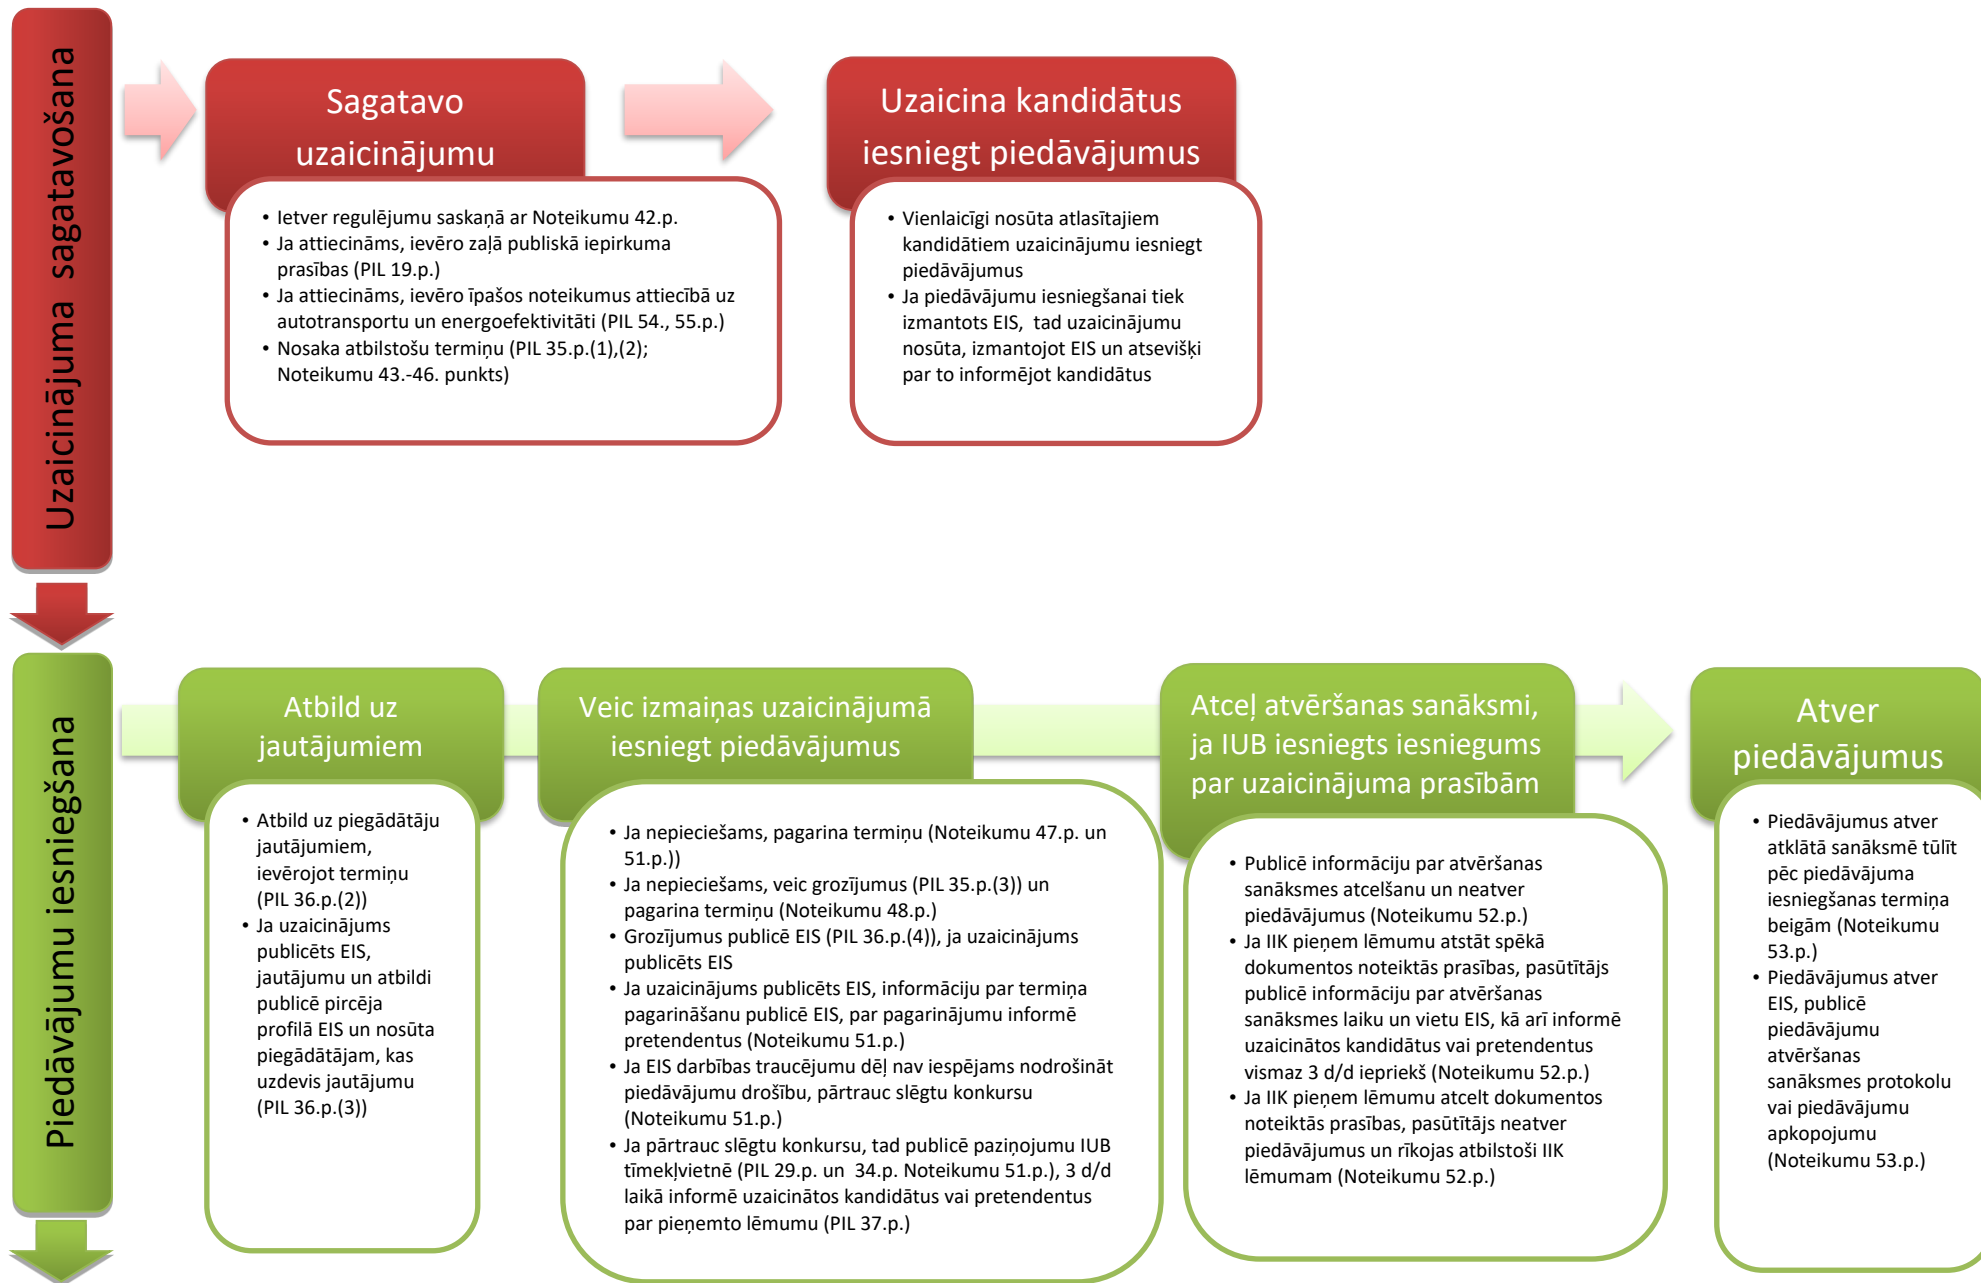 Uzaicinājuma sagatavošana
Sagatavo
uzaicinājumu
• Ietver regulējumu saskaņā ar Noteikumu 42.p.
• Ja attiecināms, ievēro zaļā publiskā iepirkuma
prasības (PIL 19.p.)
• Ja attiecināms, ievēro īpašos noteikumus attiecībā uz
autotransportu un energoefektivitāti (PIL 54., 55.p.)
• Nosaka atbilstošu termiņu (PIL 35.p.(1),(2);
Noteikumu 43.-46. punkts)
Uzaicina kandidātus
iesniegt piedāvājumus
• Vienlaicīgi nosūta atlasītajiem
kandidātiem uzaicinājumu iesniegt
piedāvājumus
• Ja piedāvājumu iesniegšanai tiek
izmantots EIS, tad uzaicinājumu
nosūta, izmantojot EIS un atsevišķi
par to informējot kandidātus
Piedāvājumu iesniegšana
Atbild uz
jautājumiem
• Atbild uz piegādātāju
jautājumiem,
ievērojot termiņu
(PIL 36.p.(2))
• Ja uzaicinājums
publicēts EIS,
jautājumu un atbildi
publicē pircēja
profilā EIS un nosūta
piegādātājam, kas
uzdevis jautājumu
(PIL 36.p.(3))
Veic izmaiņas uzaicinājumā
iesniegt piedāvājumus
• Ja nepieciešams, pagarina termiņu (Noteikumu 47.p. un
51.p.))
• Ja nepieciešams, veic grozījumus (PIL 35.p.(3)) un
pagarina termiņu (Noteikumu 48.p.)
• Grozījumus publicē EIS (PIL 36.p.(4)), ja uzaicinājums
publicēts EIS
• Ja uzaicinājums publicēts EIS, informāciju par termiņa
pagarināšanu publicē EIS, par pagarinājumu informē
pretendentus (Noteikumu 51.p.)
• Ja EIS darbības traucējumu dēļ nav iespējams nodrošināt
piedāvājumu drošību, pārtrauc slēgtu konkursu
(Noteikumu 51.p.)
• Ja pārtrauc slēgtu konkursu, tad publicē paziņojumu IUB
tīmekļvietnē (PIL 29.p. un 34.p. Noteikumu 51.p.), 3 d/d
laikā informē uzaicinātos kandidātus vai pretendentus
par pieņemto lēmumu (PIL 37.p.)
Atceļ atvēršanas sanāksmi,
ja IUB iesniegts iesniegums
par uzaicinājuma prasībām
• Publicē informāciju par atvēršanas
sanāksmes atcelšanu un neatver
piedāvājumus (Noteikumu 52.p.)
• Ja IIK pieņem lēmumu atstāt spēkā
dokumentos noteiktās prasības, pasūtītājs
publicē informāciju par atvēršanas
sanāksmes laiku un vietu EIS, kā arī informē
uzaicinātos kandidātus vai pretendentus
vismaz 3 d/d iepriekš (Noteikumu 52.p.)
• Ja IIK pieņem lēmumu atcelt dokumentos
noteiktās prasības, pasūtītājs neatver
piedāvājumus un rīkojas atbilstoši IIK
lēmumam (Noteikumu 52.p.)
Atver
piedāvājumus
• Piedāvājumus atver
atklātā sanāksmē tūlīt
pēc piedāvājuma
iesniegšanas termiņa
beigām (Noteikumu
53.p.)
• Piedāvājumus atver
EIS, publicē
piedāvājumu
atvēršanas
sanāksmes protokolu
vai piedāvājumu
apkopojumu
(Noteikumu 53.p.)